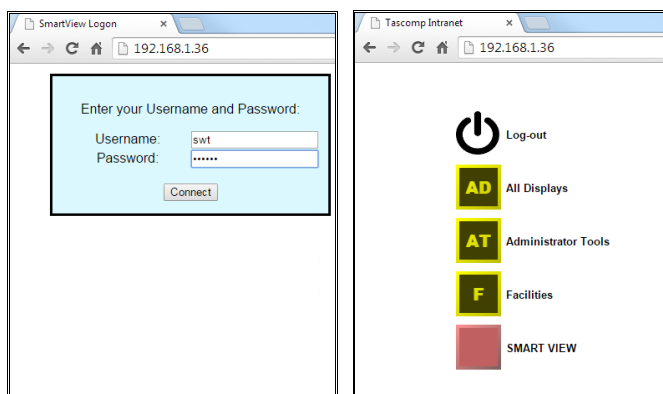 SmartView Logon
192.168.1.36
Enter your Username and Password:
Username: swt
Password: ••••••
Connect
Tascomp Intranet
192.168.1.36
Log-out
AD All Displays
AT Administrator Tools
F Facilities
SMART VIEW